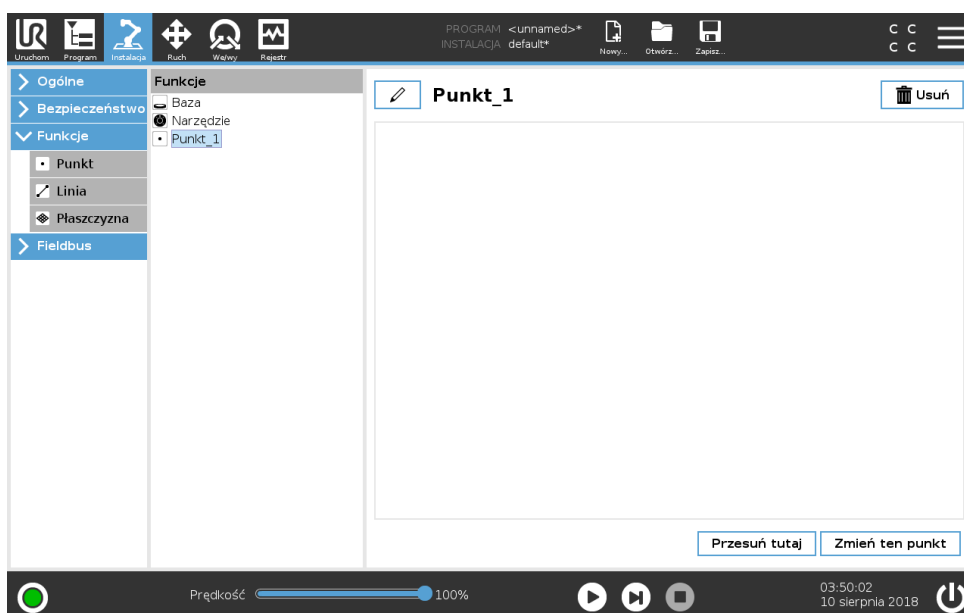 UR
PROGRAM <unnamed>*
INSTALACJA default*
C C
C C
Uruchom Program Instalacja Ruch We/wy Rejestr Nowy... Otwórz... Zapisz...
Ogólne
Bezpieczeństwo
Funkcje
Punkt
Linia
Płaszczyzna
Fieldbus
Funkcje
Baza
Narzędzie
Punkt_1
Punkt_1
Usuń
Przesuń tutaj Zmień ten punkt
Prędkość 100%
03:50:02
10 sierpnia 2018